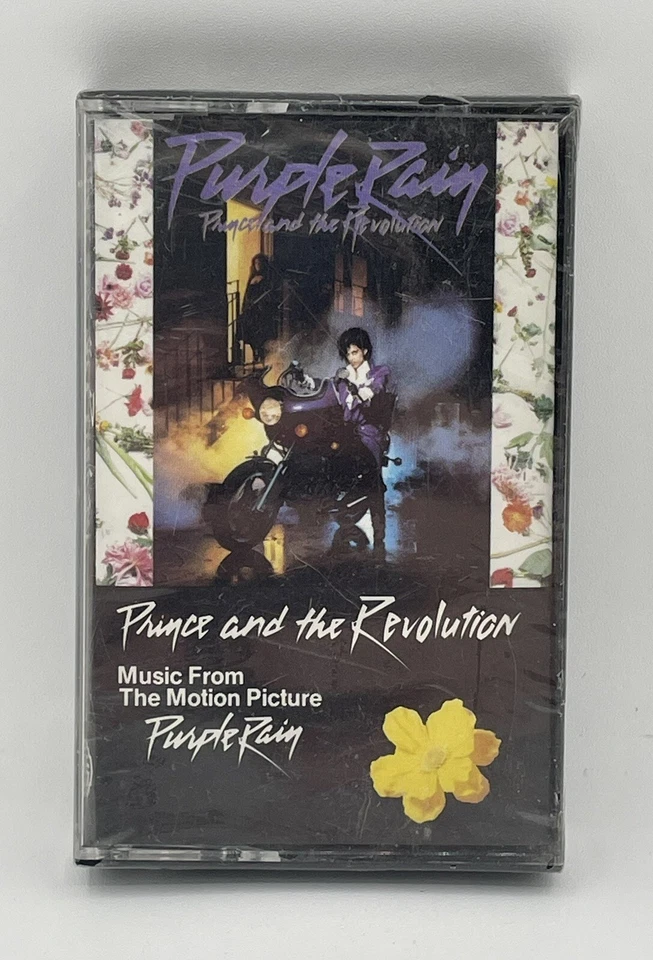 Purple Rain
Prince and the Revolution
Prince and the Revolution
Music From
The Motion Picture
Purple Rain